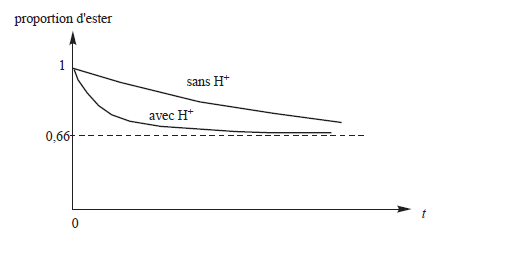 proportion d'ester
1
sans H⁺
avec H⁺
0,66
t
0